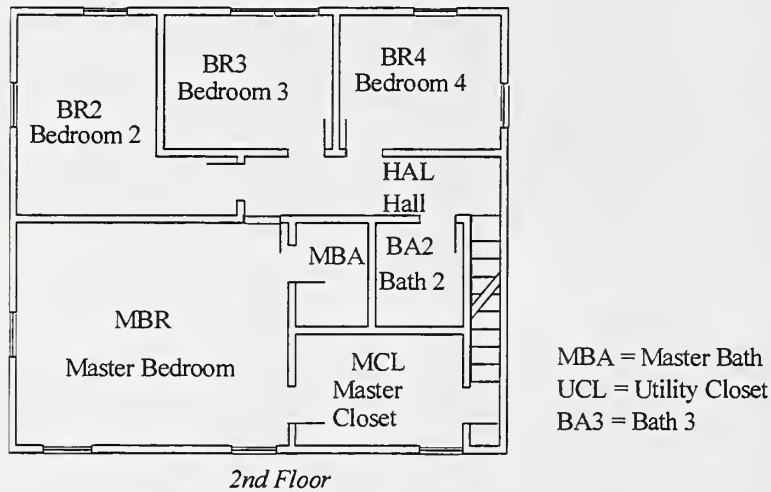 BR3
Bedroom 3
BR4
Bedroom 4
BR2
Bedroom 2
HAL
Hall
MBA
BA2
Bath 2
MBR
Master Bedroom
MCL
Master
Closet
MBA = Master Bath
UCL = Utility Closet
BA3 = Bath 3
2nd Floor